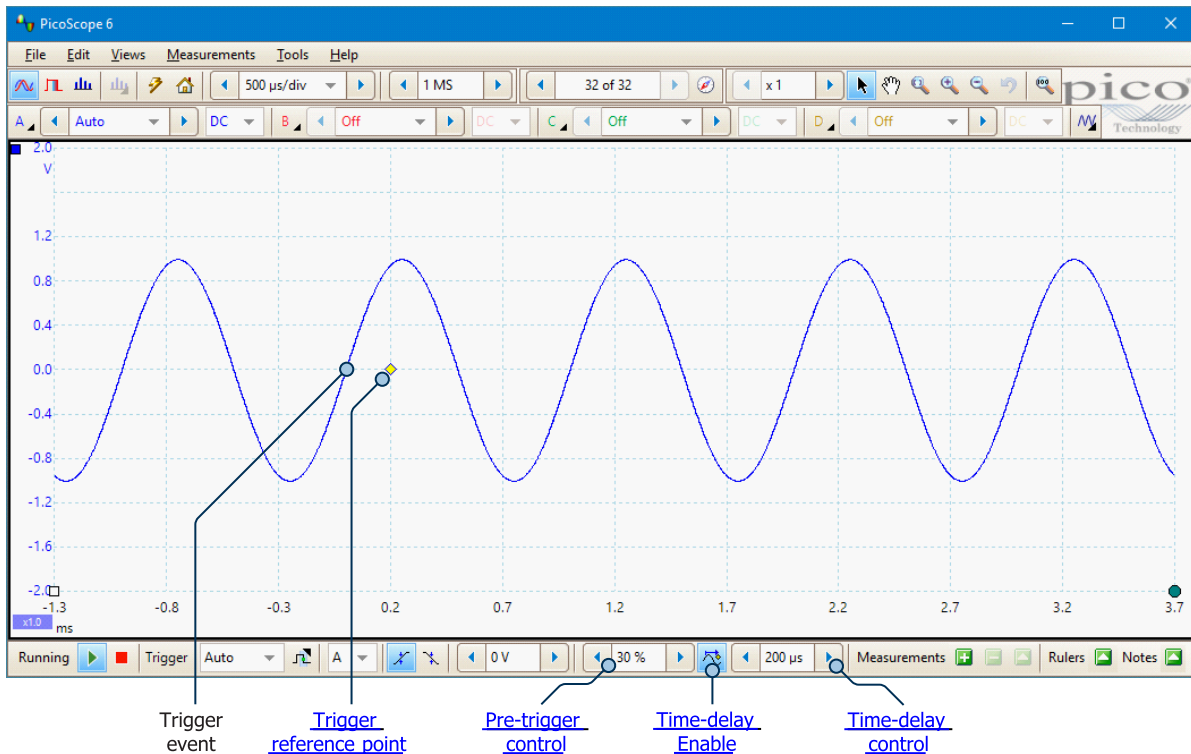 PicoScope 6
File Edit Views Measurements Tools Help
500 µs/div 1 MS 32 of 32 x 1
pico
Technology
A Auto DC B Off DC C Off DC D Off DC
2.0
V
1.2
0.8
0.4
0.0
-0.4
-0.8
-1.2
-1.6
-2.0
-1.3 -0.8 -0.3 0.2 0.7 1.2 1.7 2.2 2.7 3.2 3.7
x1.0 ms
Running Trigger Auto A 0 V 30 % 200 µs Measurements Rulers Notes
Trigger event
Trigger reference point
Pre-trigger control
Time-delay Enable
Time-delay control